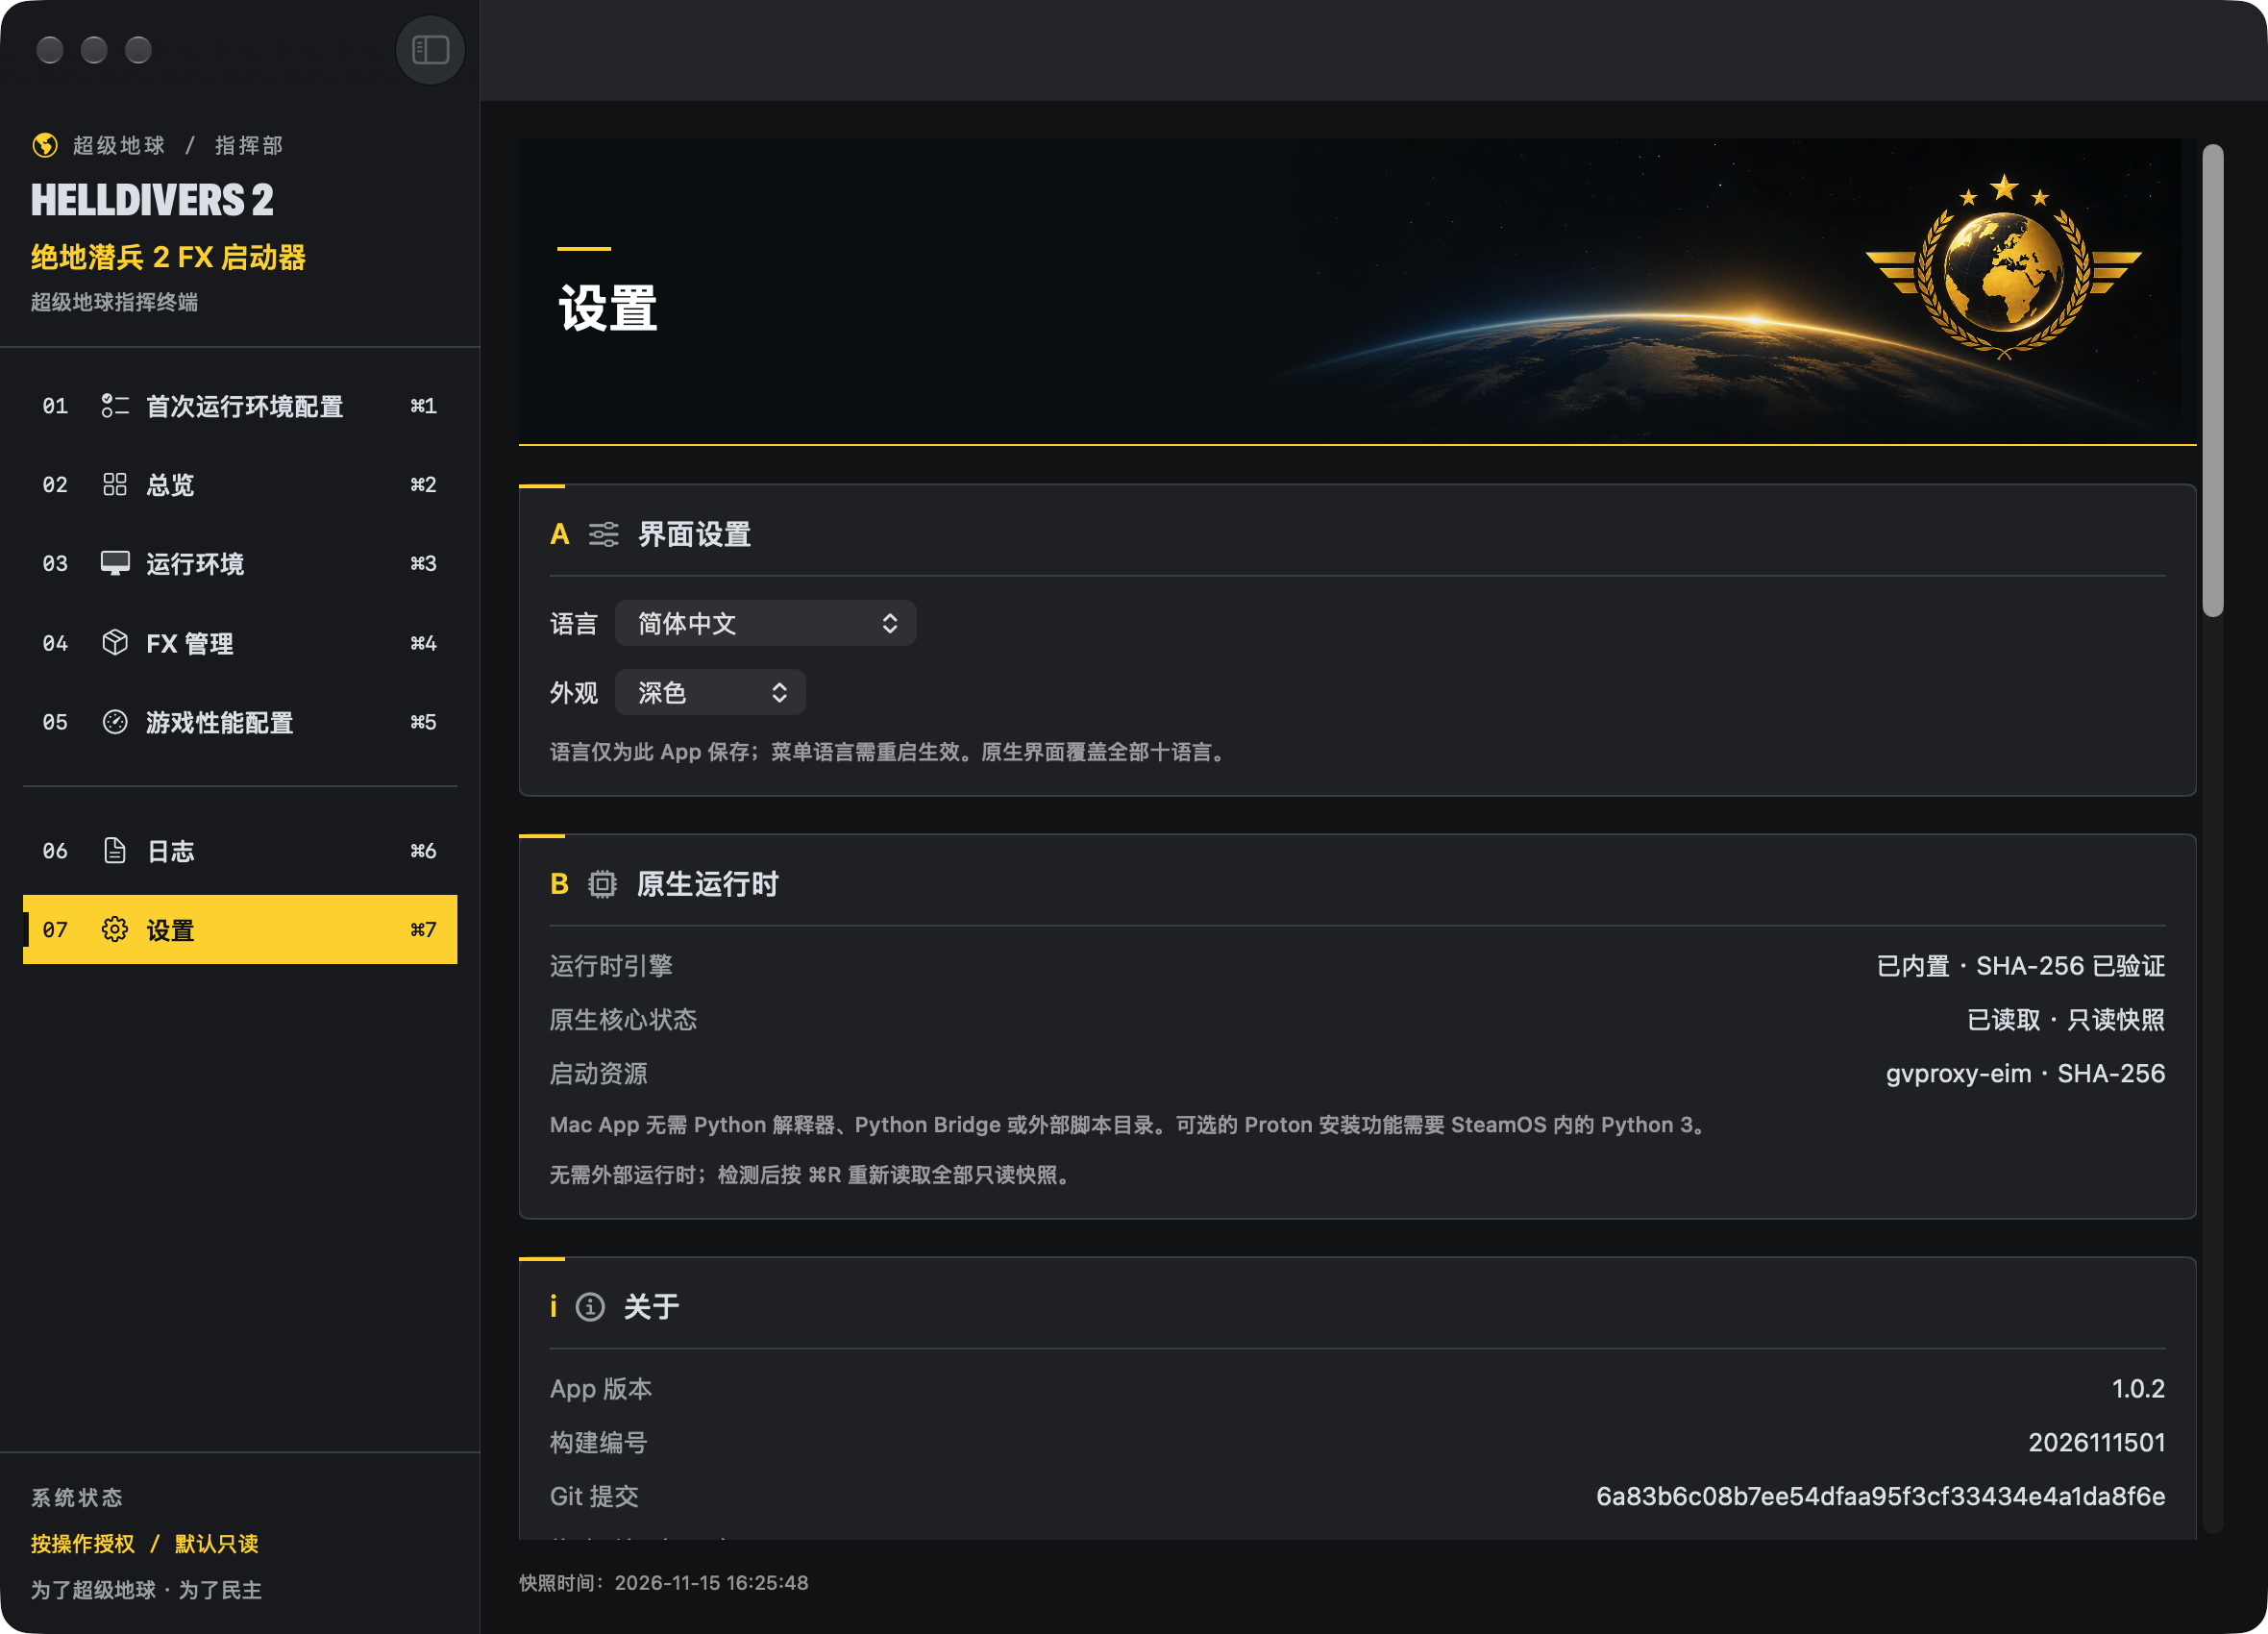 超级地球 / 指挥部
HELLDIVERS 2
绝地潜兵 2 FX 启动器
超级地球指挥终端
01 首次运行环境配置 ⌘1
02 总览 ⌘2
03 运行环境 ⌘3
04 FX 管理 ⌘4
05 游戏性能配置 ⌘5
06 日志 ⌘6
07 设置 ⌘7
系统状态
按操作授权 / 默认只读
为了超级地球 · 为了民主
设置
A 界面设置
语言 简体中文
外观 深色
语言仅为此 App 保存；菜单语言需重启生效。原生界面覆盖全部十语言。
B 原生运行时
运行时引擎 已内置 · SHA-256 已验证
原生核心状态 已读取 · 只读快照
启动资源 gvproxy-eim · SHA-256
Mac App 无需 Python 解释器、Python Bridge 或外部脚本目录。可选的 Proton 安装功能需要 SteamOS 内的 Python 3。
无需外部运行时；检测后按 ⌘R 重新读取全部只读快照。
i 关于
App 版本 1.0.2
构建编号 2026111501
Git 提交 6a83b6c08b7ee54dfaa95f3cf33434e4a1da8f6e
快照时间：2026-11-15 16:25:48